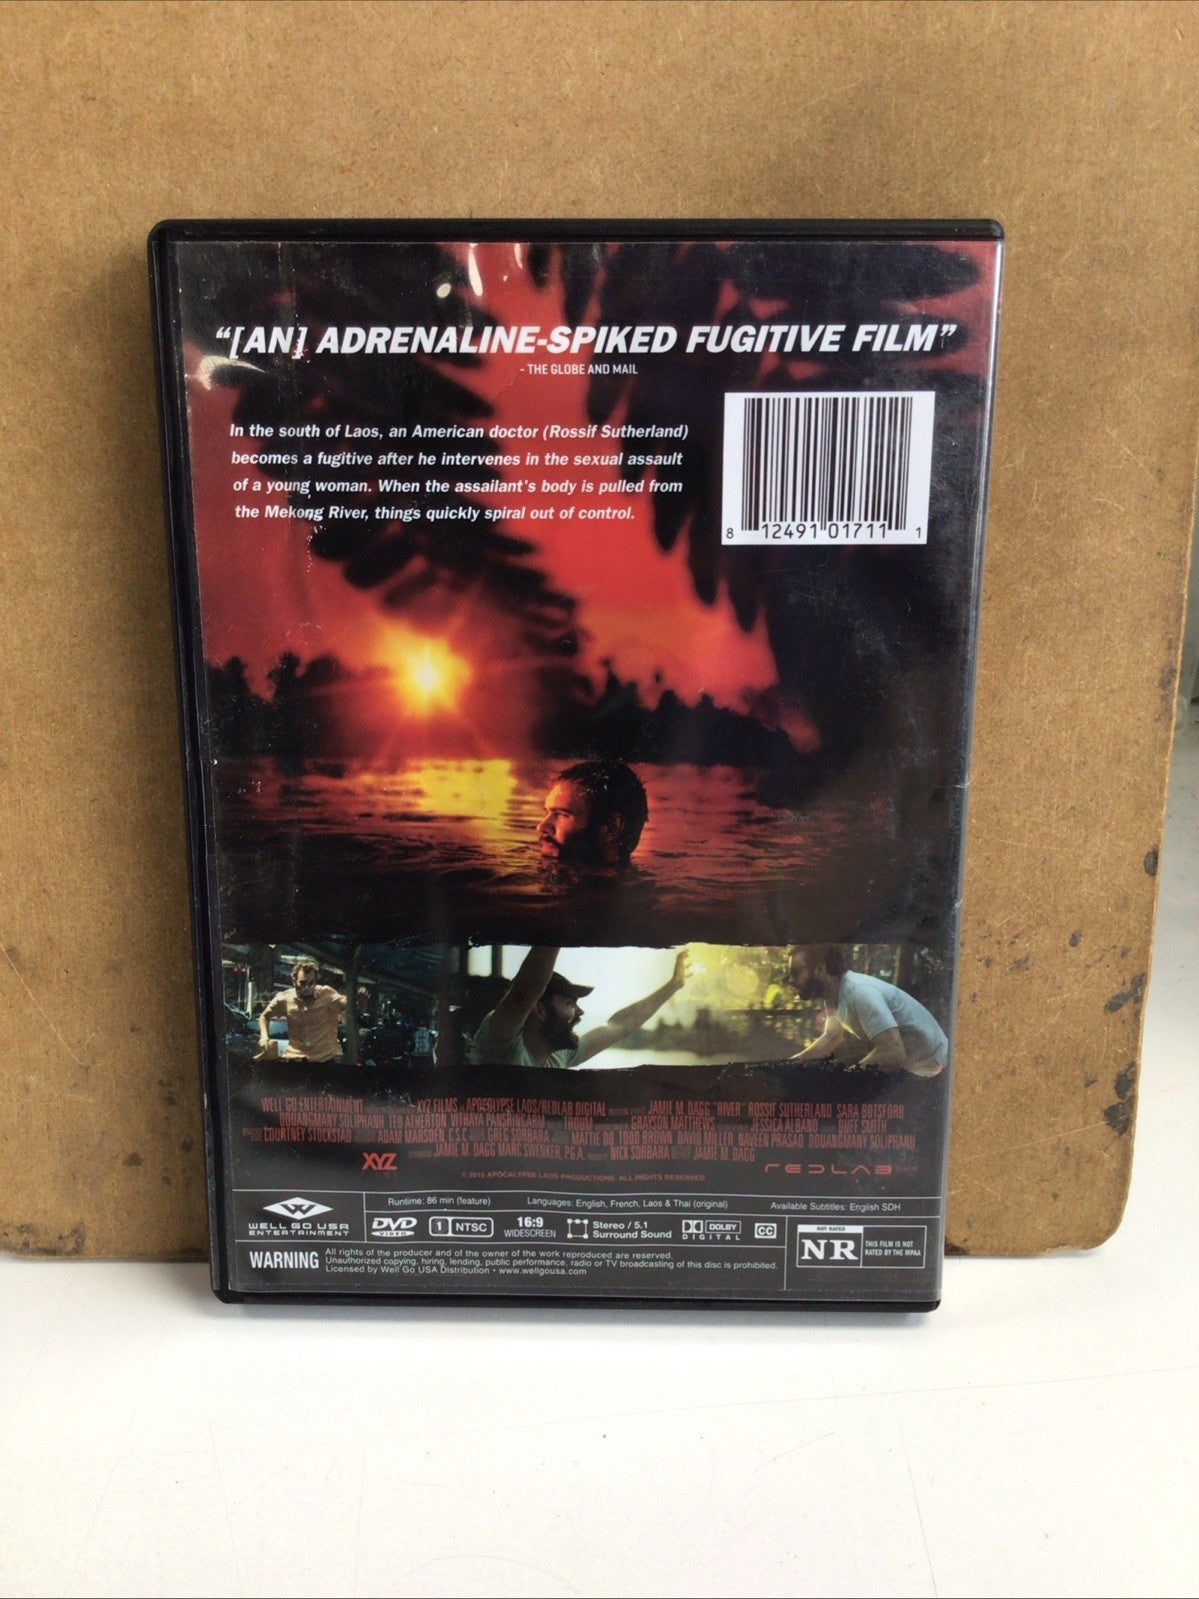 “[AN] ADRENALINE-SPIKED FUGITIVE FILM”
- THE GLOBE AND MAIL
In the south of Laos, an American doctor (Rossif Sutherland)
becomes a fugitive after he intervenes in the sexual assault
of a young woman. When the assailant's body is pulled from
the Mekong River, things quickly spiral out of control.
8 12491 01711 1
WELL GO ENTERTAINMENT XYZ FILMS APOCALYPSE LAOS/REDLAB DIGITAL JAMIE M. DAGG "RIVER" ROSSIF SUTHERLAND SARA BOTSFORD
DOUANGMANY SOLIPHANH TED ATHERTON VITHAYA PANSRINGARM TROIUM GRAYSON MATTHEWS JESSICA ALBANO DUFF SMITH
COURTNEY STOCKSTAD ADAM MARSDEN, C.S.C. GREG SORBARA MATTIE DO TODD BROWN DAVID MILLER NAVEEN PRASAD DOUANGMANY SOLIPHANH
JAMIE M. DAGG MARC SWENKER, P.G.A. NICK SORBARA JAMIE M. DAGG
XYZ
REDLAB
© 2015 APOCALYPSE LAOS PRODUCTIONS. ALL RIGHTS RESERVED
WELL GO USA
ENTERTAINMENT
Runtime: 86 min (feature)
Languages: English, French, Laos & Thai (original)
Available Subtitles: English SDH
DVD
VIDEO
1 NTSC
16:9
WIDESCREEN
Stereo / 5.1
Surround Sound
DOLBY
DIGITAL
CC
NOT RATED
NR
THIS FILM IS NOT
RATED BY THE MPAA
WARNING
All rights of the producer and of the owner of the work reproduced are reserved.
Unauthorized copying, hiring, lending, public performance, radio or TV broadcasting of this disc is prohibited.
Licensed by Well Go USA Distribution • www.wellgousa.com